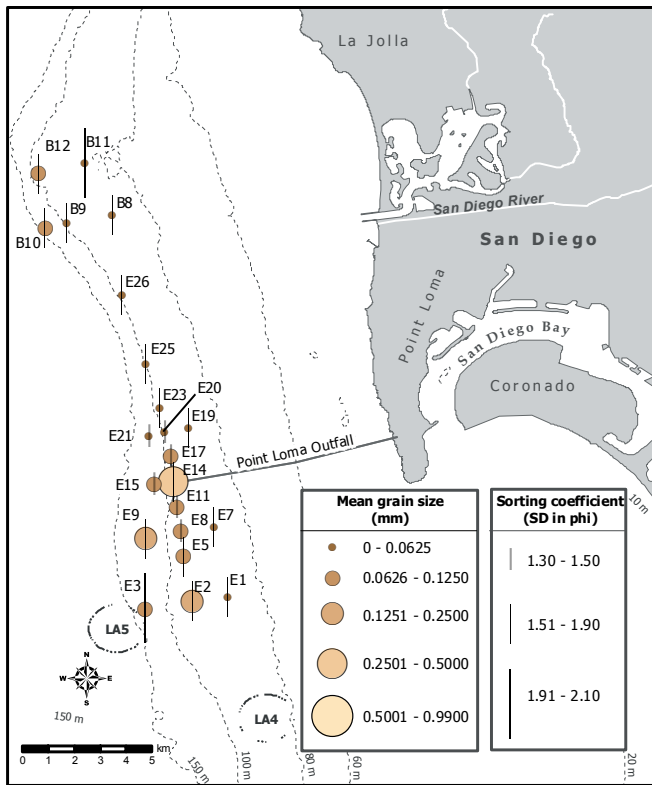 La Jolla
B12
B11
San Diego River
B9
B8
San Diego
B10
E26
Point Loma
San Diego Bay
E25
Coronado
E23
E20
E19
E21
E17
Point Loma Outfall
E14
E15
E11
10 m
E9
E8
E7
E5
E3
E2
E1
LA5
LA4
N
W
E
S
150 m
0 1 2 3 4 5
km
150 m
100 m
80 m
60 m
20 m
Mean grain size
(mm)
0 - 0.0625
0.0626 - 0.1250
0.1251 - 0.2500
0.2501 - 0.5000
0.5001 - 0.9900
Sorting coefficient
(SD in phi)
1.30 - 1.50
1.51 - 1.90
1.91 - 2.10